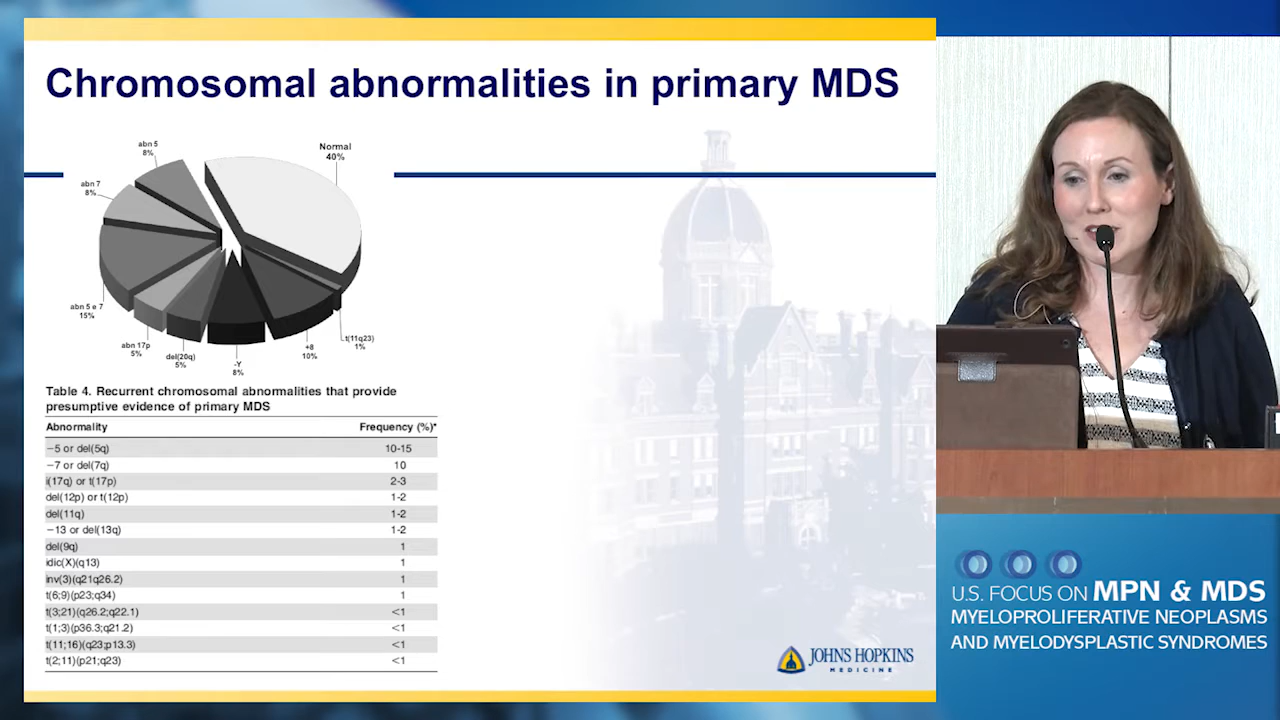 Chromosomal abnormalities in primary MDS
abn 5
8%
Normal
40%
abn 7
8%
abn 5 e 7
15%
abn 17p
5%
del(20q)
5%
-Y
8%
+8
10%
t(11q23)
1%
Table 4. Recurrent chromosomal abnormalities that provide
presumptive evidence of primary MDS
Abnormality Frequency (%)*
−5 or del(5q) 10-15
−7 or del(7q) 10
i(17q) or t(17p) 2-3
del(12p) or t(12p) 1-2
del(11q) 1-2
−13 or del(13q) 1-2
del(9q) 1
idic(X)(q13) 1
inv(3)(q21q26.2) 1
t(6;9)(p23;q34) 1
t(3;21)(q26.2;q22.1) <1
t(1;3)(p36.3;q21.2) <1
t(11;16)(q23;p13.3) <1
t(2;11)(p21;q23) <1
JOHNS HOPKINS
MEDICINE
U.S. FOCUS ON MPN & MDS
MYELOPROLIFERATIVE NEOPLASMS
AND MYELODYSPLASTIC SYNDROMES